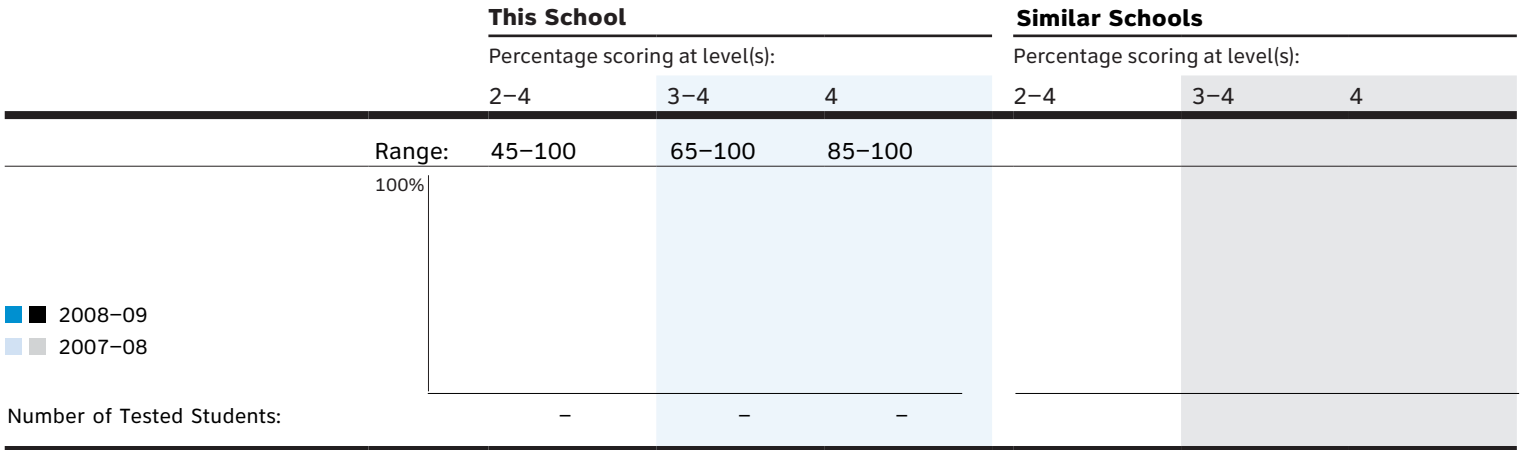 This School Similar Schools
Percentage scoring at level(s): Percentage scoring at level(s):
2–4 3–4 4 2–4 3–4 4
Range: 45–100 65–100 85–100
100%
2008–09
2007–08
Number of Tested Students: – – –